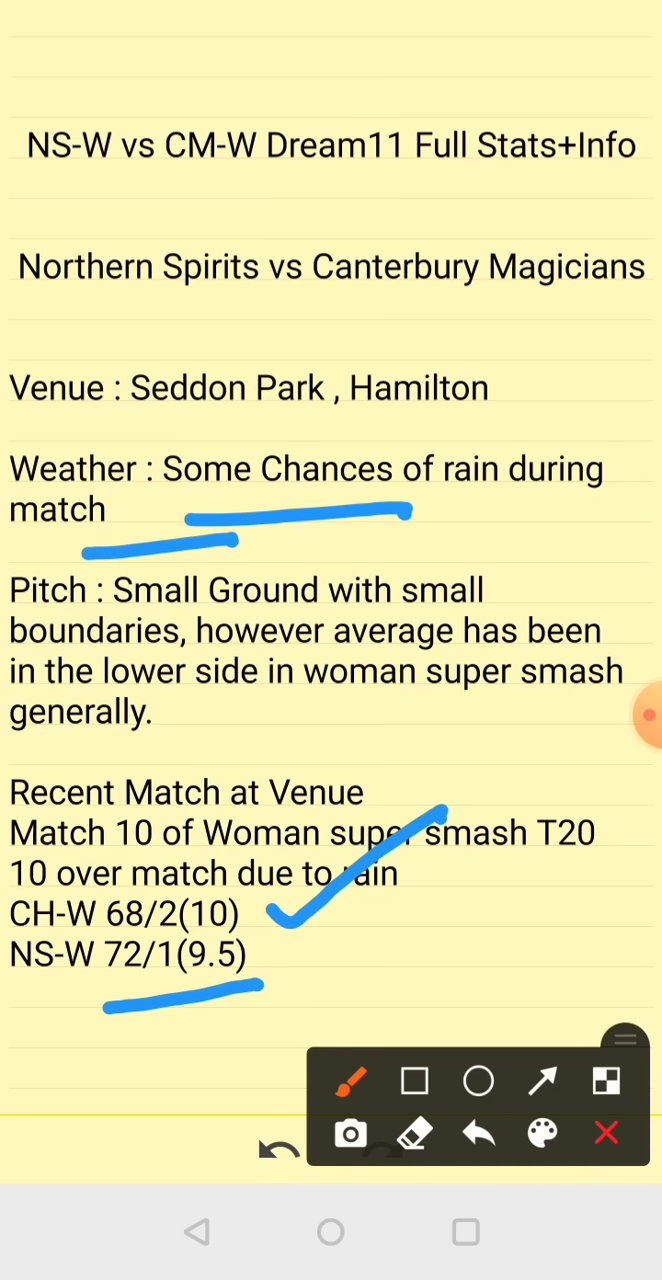 NS-W vs CM-W Dream11 Full Stats+Info
Northern Spirits vs Canterbury Magicians
Venue : Seddon Park , Hamilton
Weather : Some Chances of rain during
match
Pitch : Small Ground with small
boundaries, however average has been
in the lower side in woman super smash
generally.
Recent Match at Venue
Match 10 of Woman super smash T20
10 over match due to rain
CH-W 68/2(10)
NS-W 72/1(9.5)